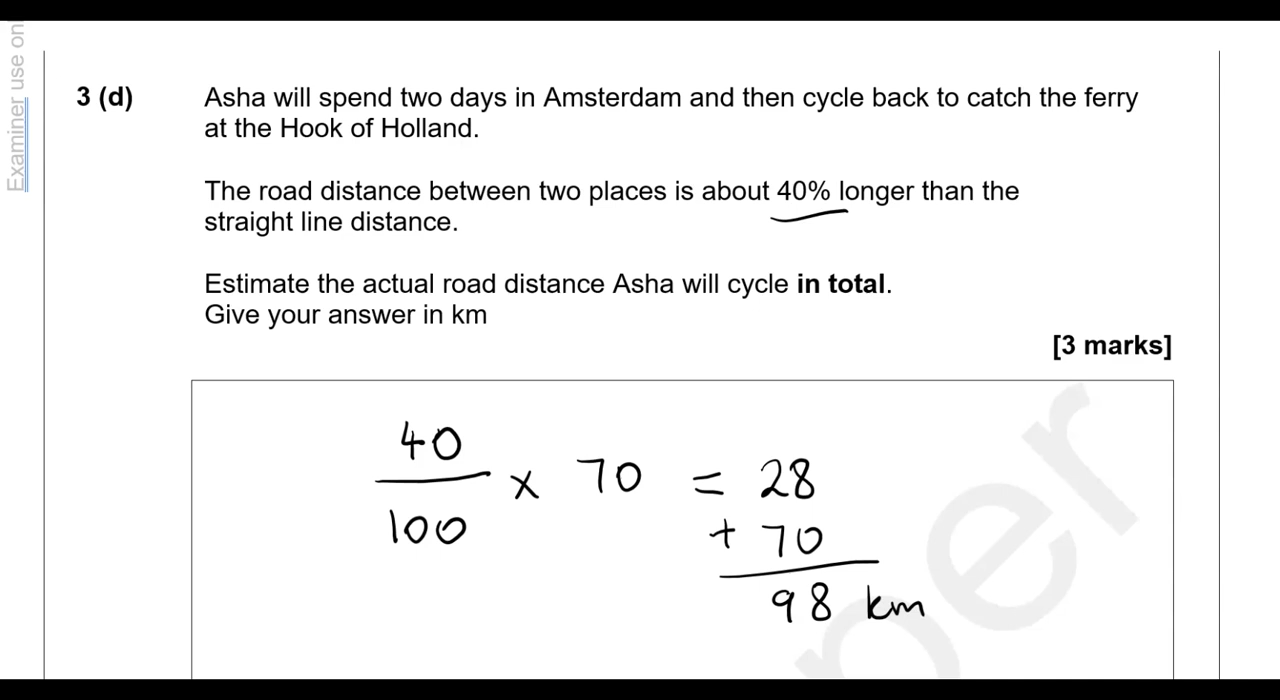 Examiner use on
3 (d) Asha will spend two days in Amsterdam and then cycle back to catch the ferry
at the Hook of Holland.
The road distance between two places is about 40% longer than the
straight line distance.
Estimate the actual road distance Asha will cycle in total.
Give your answer in km
[3 marks]
40
100
× 70 = 28
+ 70
98 km
per